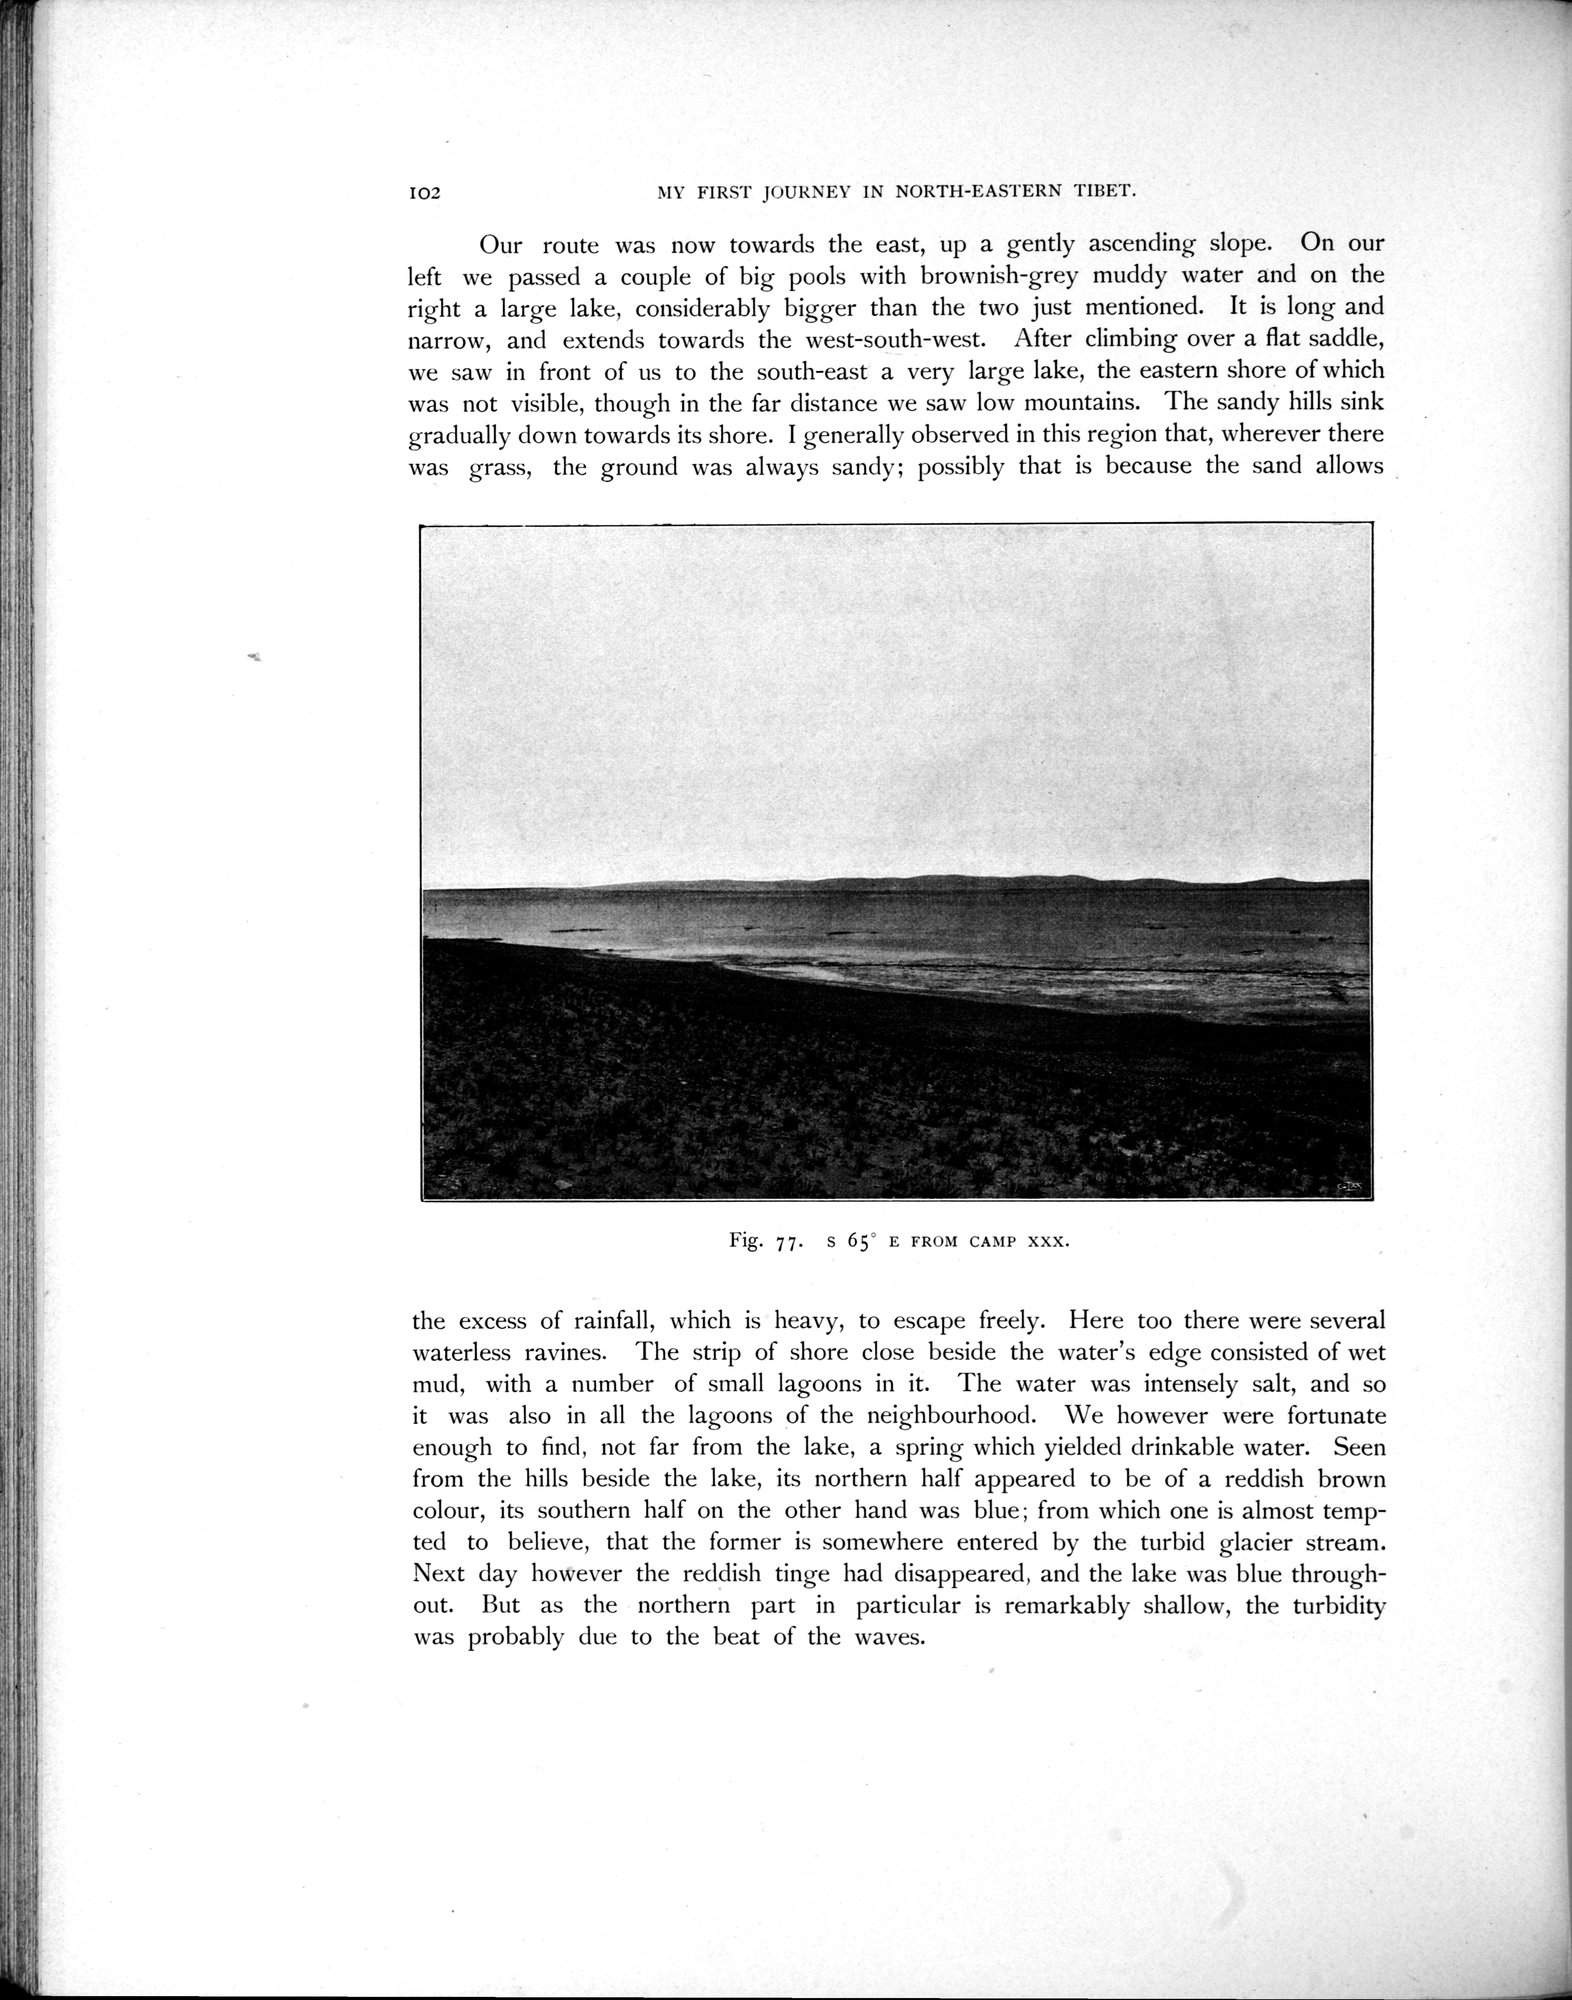 102
MY FIRST JOURNEY IN NORTH-EASTERN TIBET.
Our route was now towards the east, up a gently ascending slope. On our
left we passed a couple of big pools with brownish-grey muddy water and on the
right a large lake, considerably bigger than the two just mentioned. It is long and
narrow, and extends towards the west-south-west. After climbing over a flat saddle,
we saw in front of us to the south-east a very large lake, the eastern shore of which
was not visible, though in the far distance we saw low mountains. The sandy hills sink
gradually down towards its shore. I generally observed in this region that, wherever there
was grass, the ground was always sandy; possibly that is because the sand allows
Fig. 77. S 65° E FROM CAMP XXX.
the excess of rainfall, which is heavy, to escape freely. Here too there were several
waterless ravines. The strip of shore close beside the water's edge consisted of wet
mud, with a number of small lagoons in it. The water was intensely salt, and so
it was also in all the lagoons of the neighbourhood. We however were fortunate
enough to find, not far from the lake, a spring which yielded drinkable water. Seen
from the hills beside the lake, its northern half appeared to be of a reddish brown
colour, its southern half on the other hand was blue; from which one is almost temp-
ted to believe, that the former is somewhere entered by the turbid glacier stream.
Next day however the reddish tinge had disappeared, and the lake was blue through-
out. But as the northern part in particular is remarkably shallow, the turbidity
was probably due to the beat of the waves.